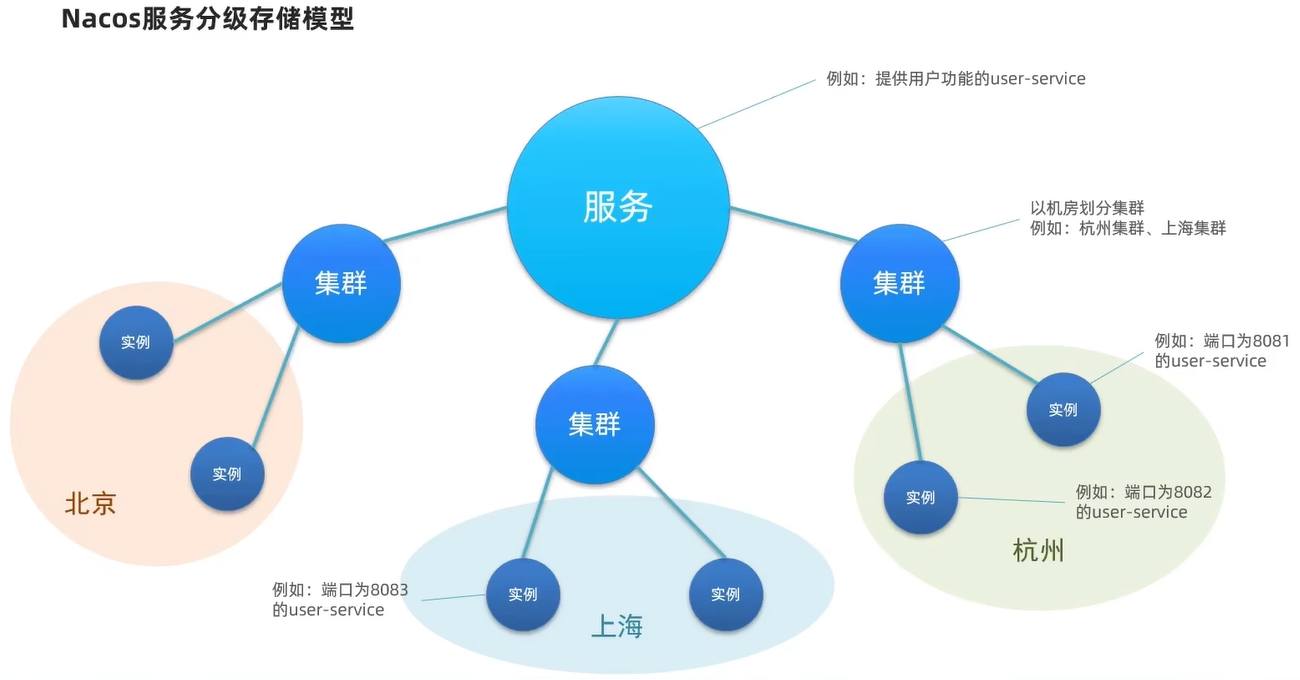 Nacos服务分级存储模型
例如：提供用户功能的user-service
服务
以机房划分集群
例如：杭州集群、上海集群
集群
集群
实例
例如：端口为8081
的user-service
实例
集群
实例
实例
例如：端口为8082
的user-service
北京
实例
杭州
例如：端口为8083
的user-service
实例
实例
上海